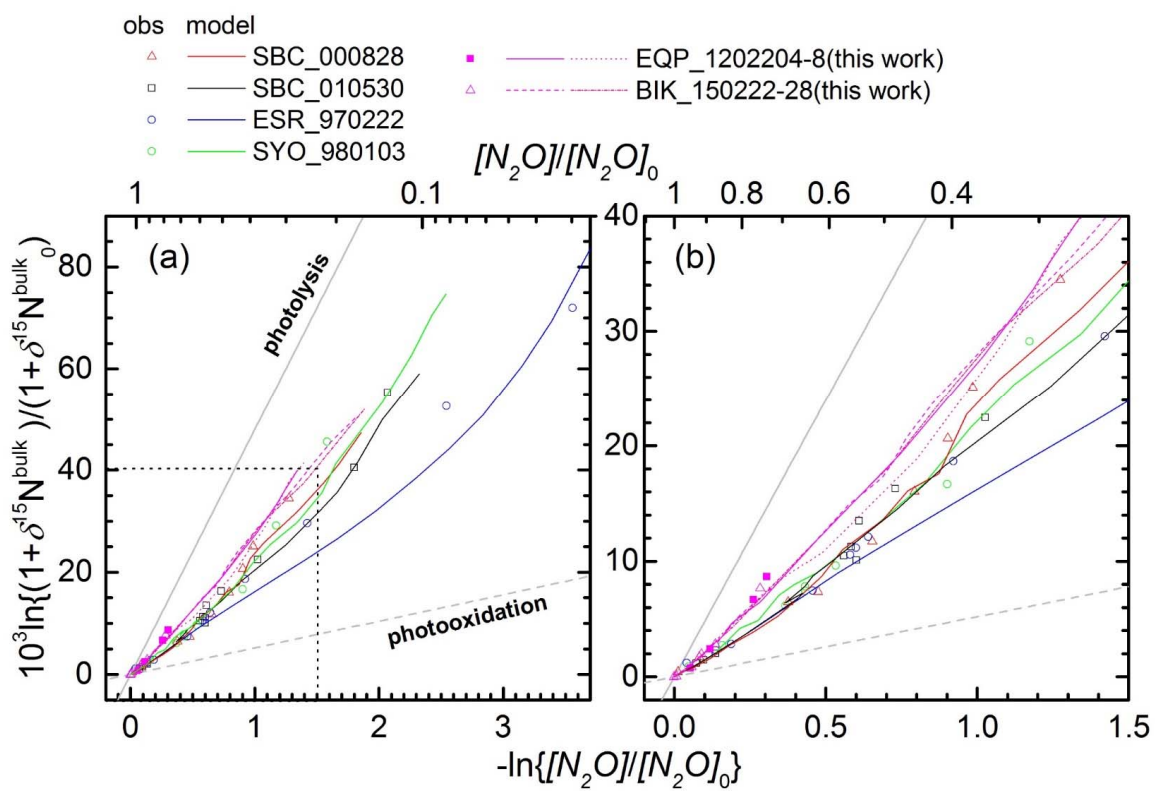 obs model
SBC_000828
SBC_010530
ESR_970222
SYO_980103
EQP_1202204-8(this work)
BIK_150222-28(this work)
[N₂O]/[N₂O]₀
1 0.1
1 0.8 0.6 0.4
(a)
(b)
photolysis
photooxidation
10³ln{(1+δ¹⁵Nᵇᵘˡᵏ)/(1+δ¹⁵Nᵇᵘˡᵏ₀)}
80
60
40
20
0
40
30
20
10
0
0 1 2 3
0.0 0.5 1.0 1.5
-ln{[N₂O]/[N₂O]₀}